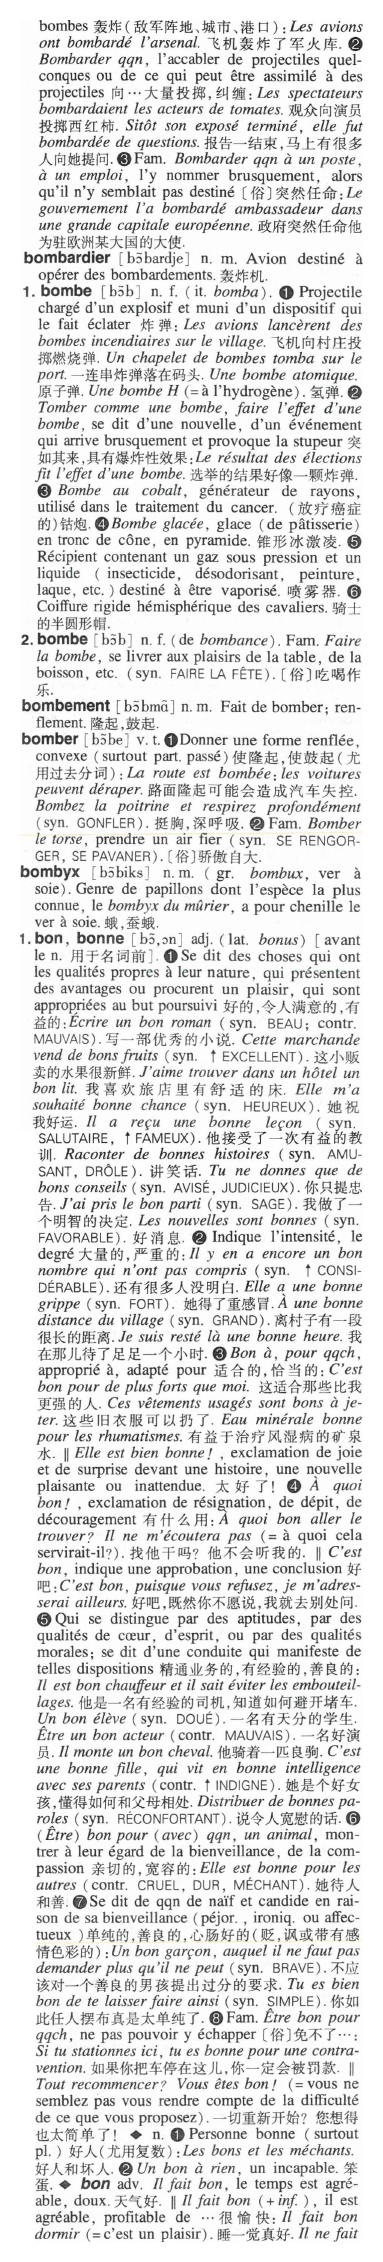 bombes 轰炸(敌军阵地、城市、港口): Les avions
ont bombardé l'arsenal. 飞机轰炸了军火库. ❷
Bombarder qqn, l'accabler de projectiles quel-
conques ou de ce qui peut être assimilé à des
projectiles 向…大量投掷,纠缠: Les spectateurs
bombardaient les acteurs de tomates. 观众向演员
投掷西红柿. Sitôt son exposé terminé, elle fut
bombardée de questions. 报告一结束,马上有很多
人向她提问. ❸ Fam. Bombarder qqn à un poste,
à un emploi, l'y nommer brusquement, alors
qu'il n'y semblait pas destiné〔俗〕突然任命: Le
gouvernement l'a bombardé ambassadeur dans
une grande capitale européenne. 政府突然任命他
为驻欧洲某大国的大使.
bombardier [bɔ̃bardje] n. m. Avion destiné à
opérer des bombardements. 轰炸机.
1. bombe [bɔ̃b] n. f. (it. bomba). ❶ Projectile
chargé d'un explosif et muni d'un dispositif qui
le fait éclater 炸弹: Les avions lancèrent des
bombes incendiaires sur le village. 飞机向村庄投
掷燃烧弹. Un chapelet de bombes tomba sur le
port. 一连串炸弹落在码头. Une bombe atomique.
原子弹. Une bombe H (= à l'hydrogène). 氢弹. ❷
Tomber comme une bombe, faire l'effet d'une
bombe, se dit d'une nouvelle, d'un événement
qui arrive brusquement et provoque la stupeur 突
如其来,具有爆炸性效果: Le résultat des élections
fit l'effet d'une bombe. 选举的结果好像一颗炸弹.
❸ Bombe au cobalt, générateur de rayons,
utilisé dans le traitement du cancer. (放疗癌症
的)钴炮. ❹ Bombe glacée, glace (de pâtisserie)
en tronc de cône, en pyramide. 锥形冰激凌. ❺
Récipient contenant un gaz sous pression et un
liquide (insecticide, désodorisant, peinture,
laque, etc.) destiné à être vaporisé. 喷雾器. ❻
Coiffure rigide hémisphérique des cavaliers. 骑士
的半圆形帽.
2. bombe [bɔ̃b] n. f. (de bombance). Fam. Faire
la bombe, se livrer aux plaisirs de la table, de la
boisson, etc. (syn. FAIRE LA FÊTE).〔俗〕吃喝作
乐.
bombement [bɔ̃bmɑ̃] n. m. Fait de bomber; ren-
flement. 隆起,鼓起.
bomber [bɔ̃be] v. t. ❶ Donner une forme renflée,
convexe (surtout part. passé) 使隆起,使鼓起(尤
用过去分词): La route est bombée; les voitures
peuvent déraper. 路面隆起可能会造成汽车失控.
Bombez la poitrine et respirez profondément
(syn. GONFLER). 挺胸,深呼吸. ❷ Fam. Bomber
le torse, prendre un air fier (syn. SE RENGOR-
GER, SE PAVANER).〔俗〕骄傲自大.
bombyx [bɔ̃biks] n. m. (gr. bombux, ver à
soie). Genre de papillons dont l'espèce la plus
connue, le bombyx du mûrier, a pour chenille le
ver à soie. 蛾,蚕蛾.
1. bon, bonne [bɔ̃,ɔn] adj. (lat. bonus) [avant
le n. 用于名词前]. ❶ Se dit des choses qui ont
les qualités propres à leur nature, qui présentent
des avantages ou procurent un plaisir, qui sont
appropriées au but poursuivi 好的,令人满意的,有
益的: Écrire un bon roman (syn. BEAU; contr.
MAUVAIS). 写一部优秀的小说. Cette marchande
vend de bons fruits (syn. ↑ EXCELLENT). 这小贩
卖的水果很新鲜. J'aime trouver dans un hôtel un
bon lit. 我喜欢旅店里有舒适的床. Elle m'a
souhaité bonne chance (syn. HEUREUX). 她祝
我好运. Il a reçu une bonne leçon (syn.
SALUTAIRE, ↑ FAMEUX). 他接受了一次有益的教
训. Raconter de bonnes histoires (syn. AMU-
SANT, DRÔLE). 讲笑话. Tu ne donnes que de
bons conseils (syn. AVISÉ, JUDICIEUX). 你只提忠
告. J'ai pris le bon parti (syn. SAGE). 我做了一
个明智的决定. Les nouvelles sont bonnes (syn.
FAVORABLE). 好消息. ❷ Indique l'intensité, le
degré 大量的,严重的: Il y en a encore un bon
nombre qui n'ont pas compris (syn. ↑ CONSI-
DÉRABLE). 还有很多人没明白. Elle a une bonne
grippe (syn. FORT). 她得了重感冒. À une bonne
distance du village (syn. GRAND). 离村子有一段
很长的距离. Je suis resté là une bonne heure. 我
在那儿待了足足一个小时. ❸ Bon à, pour qqch,
approprié à, adapté pour 适合的,恰当的: C'est
bon pour de plus forts que moi. 这适合那些比我
更强的人. Ces vêtements usagés sont bons à je-
ter. 这些旧衣服可以扔了. Eau minérale bonne
pour les rhumatismes. 有益于治疗风湿病的矿泉
水. ‖ Elle est bien bonne!, exclamation de joie
et de surprise devant une histoire, une nouvelle
plaisante ou inattendue. 太好了! ❹ À quoi
bon!, exclamation de résignation, de dépit, de
découragement 有什么用: À quoi bon aller le
trouver? Il ne m'écoutera pas (= à quoi cela
servirait-il?). 找他干吗? 他不会听我的. ‖ C'est
bon, indique une approbation, une conclusion 好
吧: C'est bon, puisque vous refusez, je m'adres-
serai ailleurs. 好吧,既然你不愿说,我就去别处问.
❺ Qui se distingue par des aptitudes, par des
qualités de cœur, d'esprit, ou par des qualités
morales; se dit d'une conduite qui manifeste de
telles dispositions 精通业务的,有经验的,善良的:
Il est bon chauffeur et il sait éviter les embouteil-
lages. 他是一名有经验的司机,知道如何避开堵车.
Un bon élève (syn. DOUÉ). 一名有天分的学生.
Être un bon acteur (contr. MAUVAIS). 一名好演
员. Il monte un bon cheval. 他骑着一匹良驹. C'est
une bonne fille, qui vit en bonne intelligence
avec ses parents (contr. ↑ INDIGNE). 她是个好女
孩,懂得如何和父母相处. Distribuer de bonnes pa-
roles (syn. RÉCONFORTANT). 说令人宽慰的话. ❻
(Être) bon pour (avec) qqn, un animal, mon-
trer à leur égard de la bienveillance, de la com-
passion 亲切的,宽容的: Elle est bonne pour les
autres (contr. CRUEL, DUR, MÉCHANT). 她待人
和善. ❼ Se dit de qqn de naïf et candide en rai-
son de sa bienveillance (péjor., ironiq. ou affec-
tueux) 单纯的,善良的,心肠好的(贬,讽或带有感
情色彩的): Un bon garçon, auquel il ne faut pas
demander plus qu'il ne peut (syn. BRAVE). 不应
该对一个善良的男孩提出过分的要求. Tu es bien
bon de te laisser faire ainsi (syn. SIMPLE). 你如
此任人摆布真是太单纯了. ❽ Fam. Être bon pour
qqch, ne pas pouvoir y échapper〔俗〕免不了…:
Si tu stationnes ici, tu es bonne pour une contra-
vention. 如果你把车停在这儿,你一定会被罚款. ‖
Tout recommencer? Vous êtes bon! (= vous ne
semblez pas vous rendre compte de la difficulté
de ce que vous proposez). 一切重新开始? 您想得
也太简单了! ◆ n. ❶ Personne bonne (surtout
pl.) 好人(尤用复数): Les bons et les méchants.
好人和坏人. ❷ Un bon à rien, un incapable. 笨
蛋. ◆ bon adv. Il fait bon, le temps est agré-
able, doux. 天气好. ‖ Il fait bon (+ inf.), il est
agréable, profitable de … 很愉快: Il fait bon
dormir (= c'est un plaisir). 睡一觉真好. Il ne fait